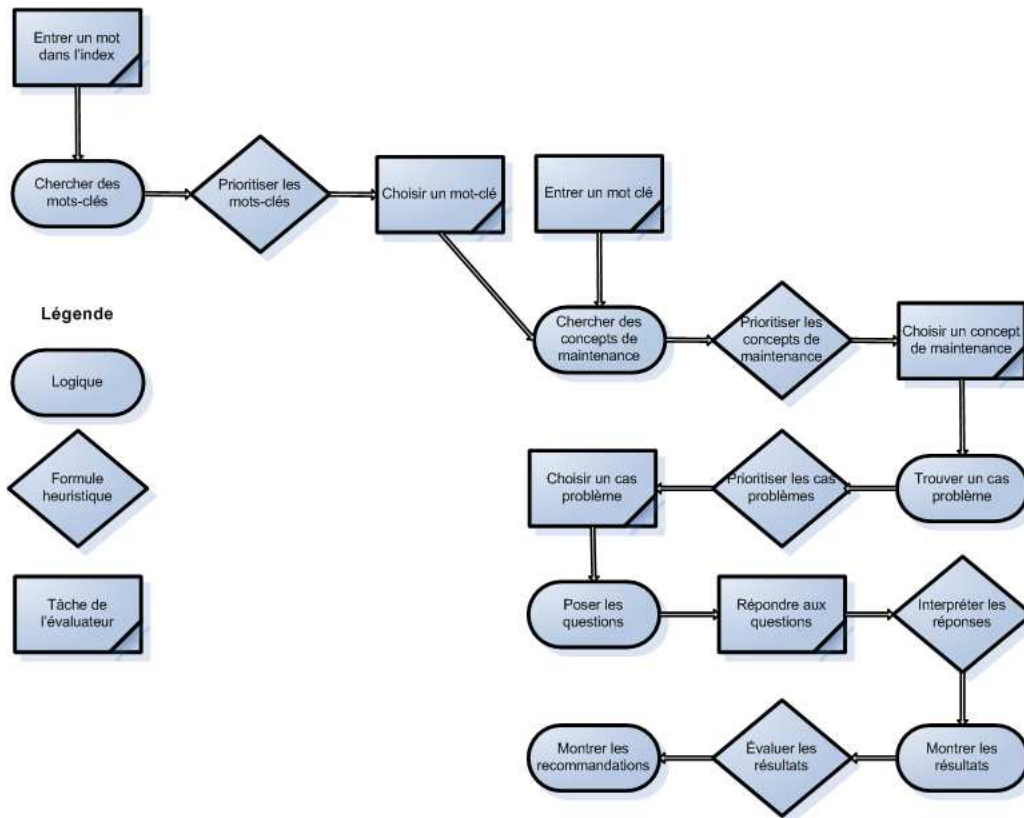 Entrer un mot
dans l'index
Chercher des
mots-clés
Prioritiser les
mots-clés
Choisir un mot-clé
Entrer un mot clé
Chercher des
concepts de
maintenance
Prioritiser les
concepts de
maintenance
Choisir un concept
de maintenance
Légende
Logique
Formule
heuristique
Tâche de
l'évaluateur
Choisir un cas
problème
Prioritiser les cas
problèmes
Trouver un cas
problème
Poser les
questions
Répondre aux
questions
Interpréter les
réponses
Montrer les
recommandations
Évaluer les
résultats
Montrer les
résultats